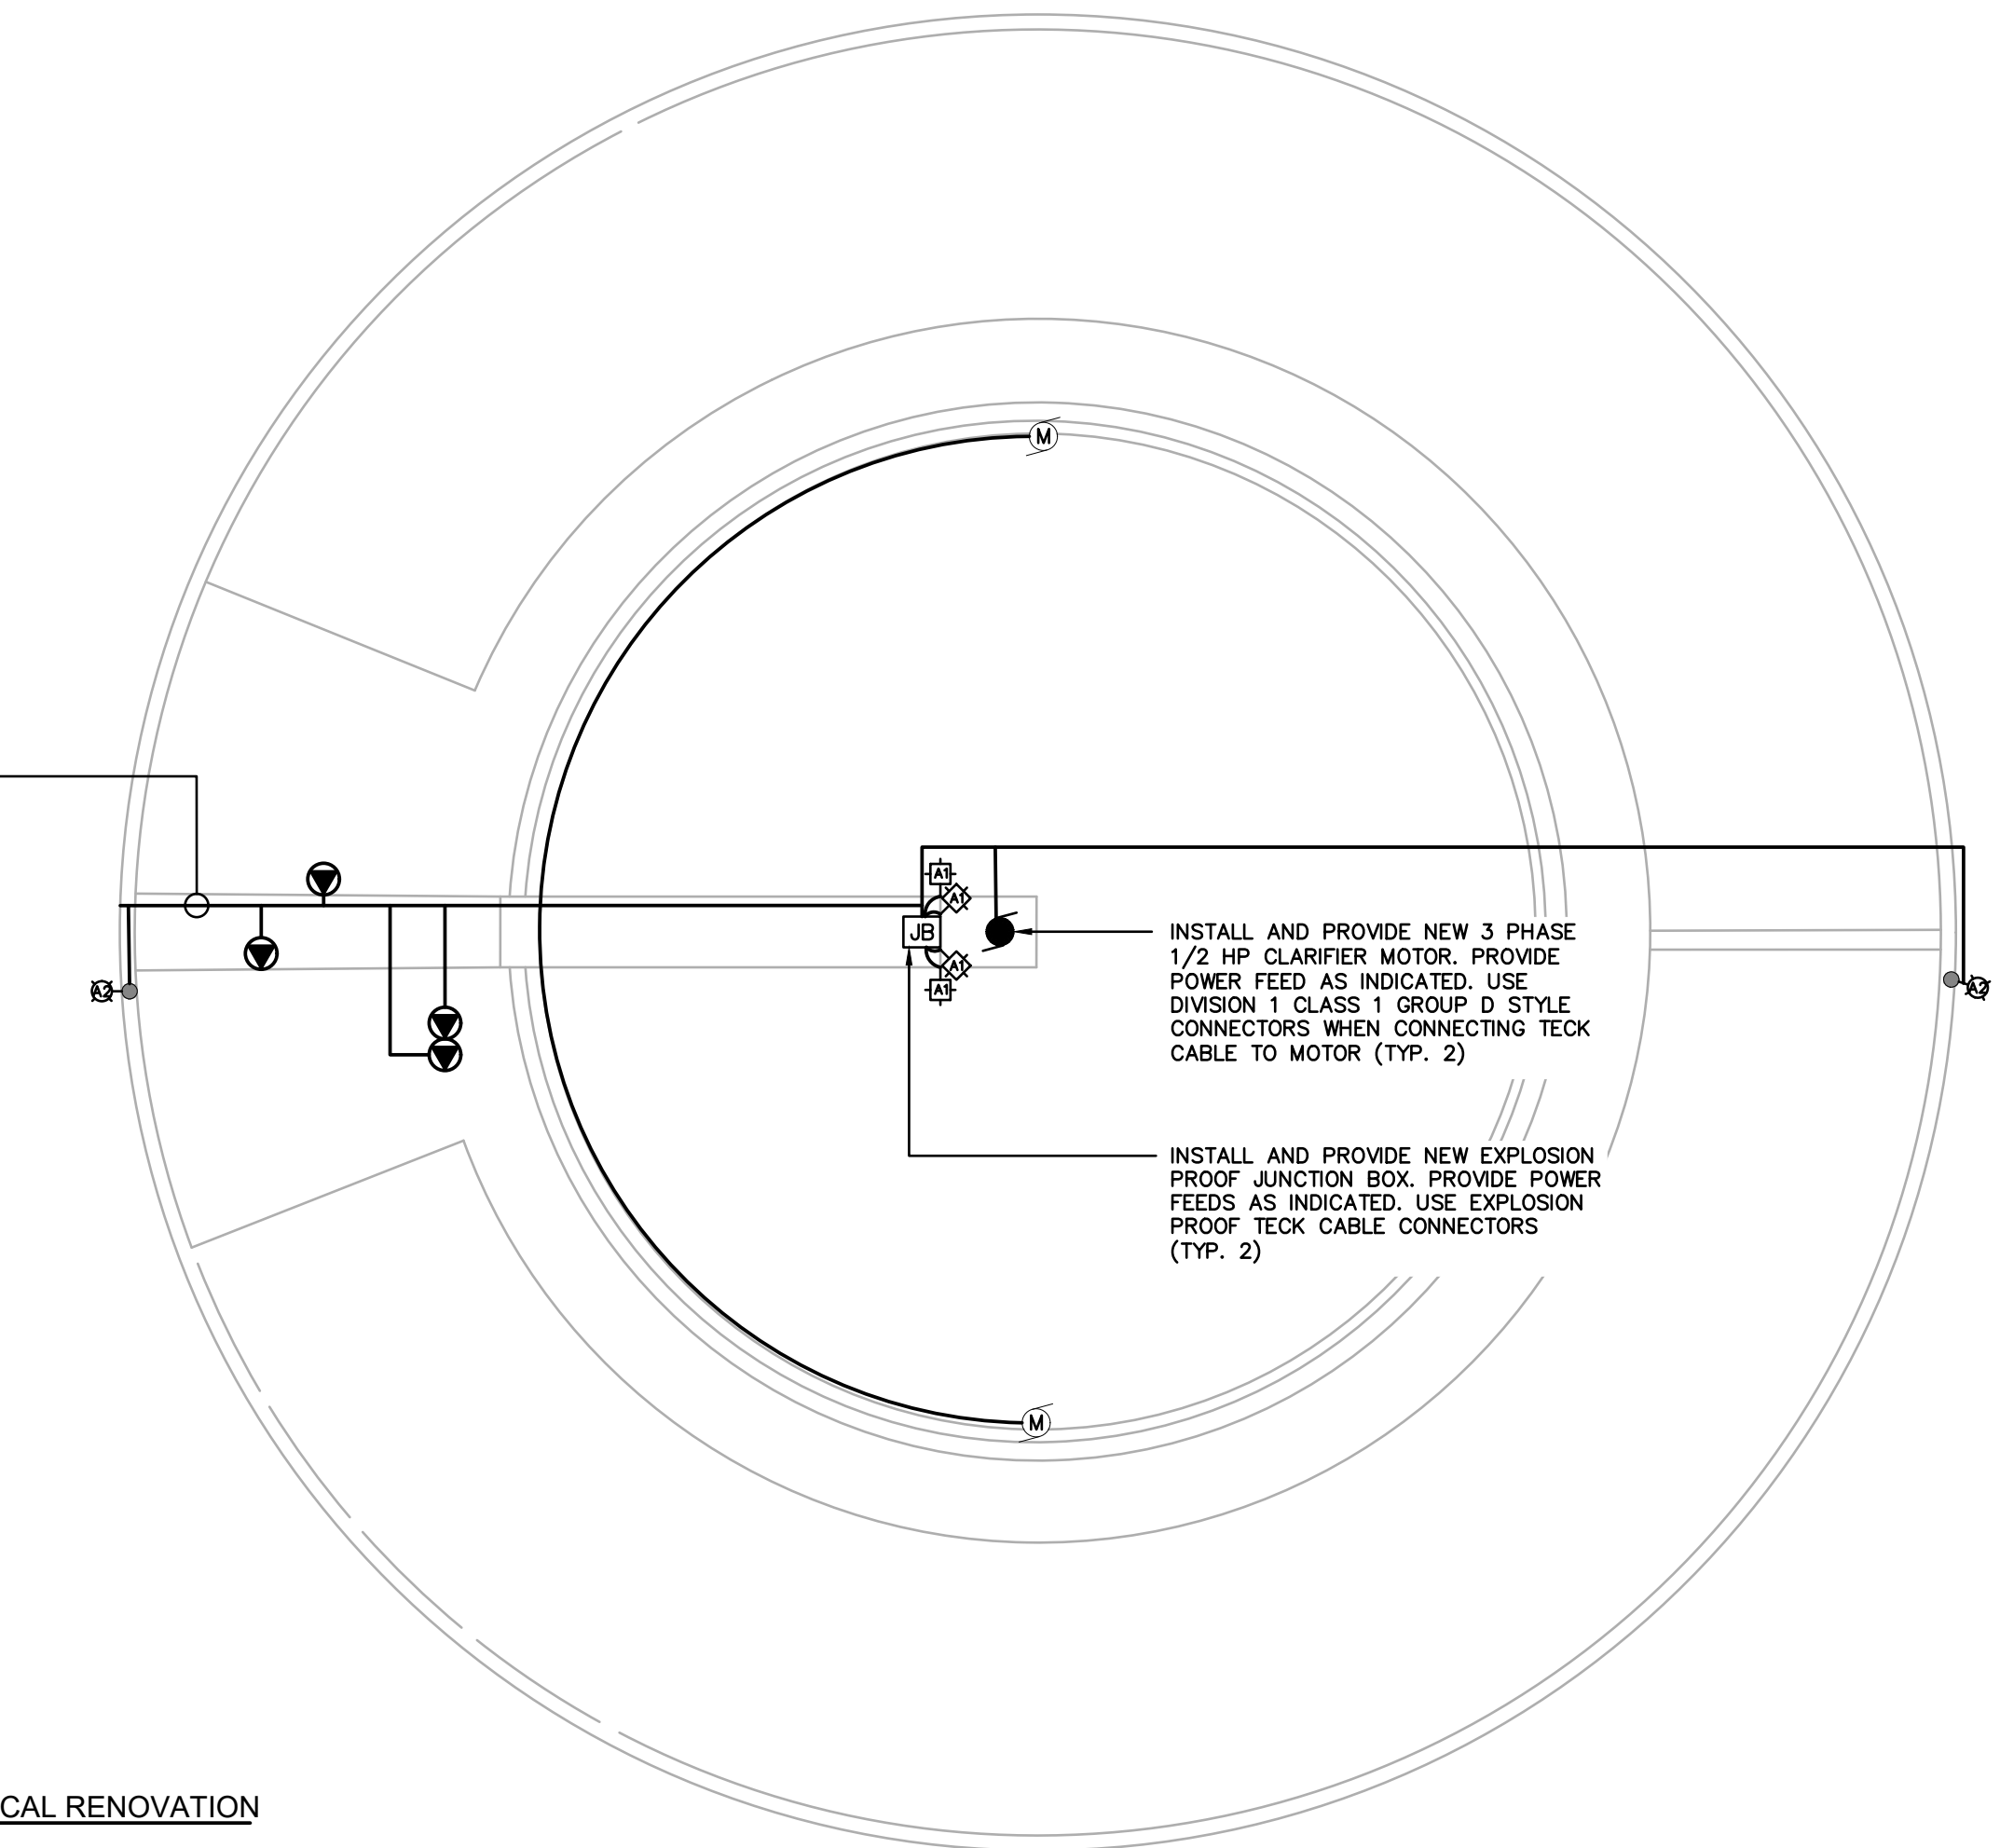 M
A1
A1
JB
A1
A1
A2
A2
INSTALL AND PROVIDE NEW 3 PHASE
1/2 HP CLARIFIER MOTOR. PROVIDE
POWER FEED AS INDICATED. USE
DIVISION 1 CLASS 1 GROUP D STYLE
CONNECTORS WHEN CONNECTING TECK
CABLE TO MOTOR (TYP. 2)
INSTALL AND PROVIDE NEW EXPLOSION
PROOF JUNCTION BOX. PROVIDE POWER
FEEDS AS INDICATED. USE EXPLOSION
PROOF TECK CABLE CONNECTORS
(TYP. 2)
M
CAL RENOVATION